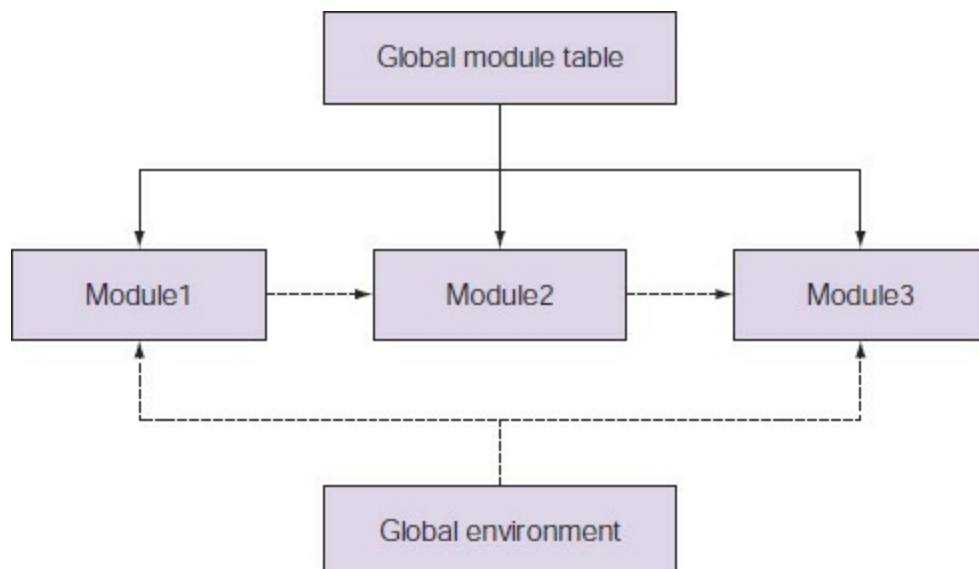 Global module table
Module1
Module2
Module3
Global environment